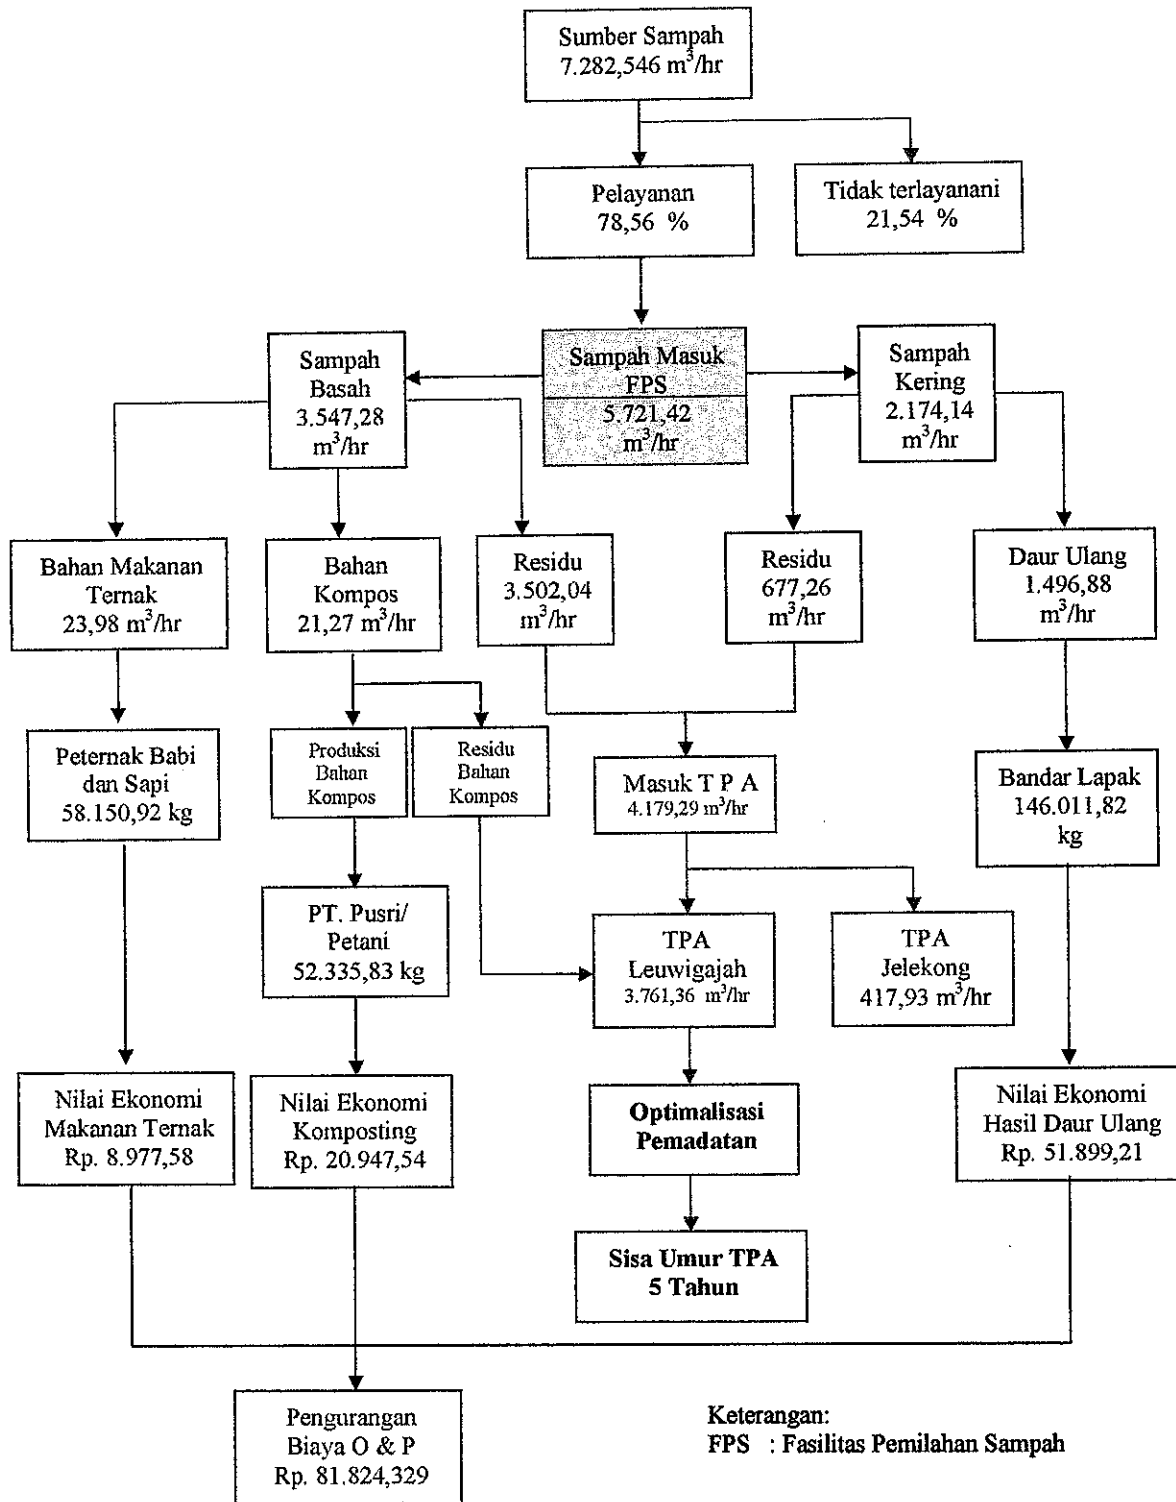 Sumber Sampah
7.282,546 m³/hr
Pelayanan
78,56 %
Tidak terlayanani
21,54 %
Sampah
Basah
3.547,28
m³/hr
Sampah Masuk
FPS
5.721,42
m³/hr
Sampah
Kering
2.174,14
m³/hr
Bahan Makanan
Ternak
23,98 m³/hr
Bahan
Kompos
21,27 m³/hr
Residu
3.502,04
m³/hr
Residu
677,26
m³/hr
Daur Ulang
1.496,88
m³/hr
Peternak Babi
dan Sapi
58.150,92 kg
Produksi
Bahan
Kompos
Residu
Bahan
Kompos
Masuk T P A
4.179,29 m³/hr
Bandar Lapak
146.011,82
kg
PT. Pusri/
Petani
52.335,83 kg
TPA
Leuwigajah
3.761,36 m³/hr
TPA
Jelekong
417,93 m³/hr
Nilai Ekonomi
Makanan Ternak
Rp. 8.977,58
Nilai Ekonomi
Komposting
Rp. 20.947,54
Optimalisasi
Pemadatan
Nilai Ekonomi
Hasil Daur Ulang
Rp. 51.899,21
Sisa Umur TPA
5 Tahun
Pengurangan
Biaya O & P
Rp. 81.824,329
Keterangan:
FPS : Fasilitas Pemilahan Sampah